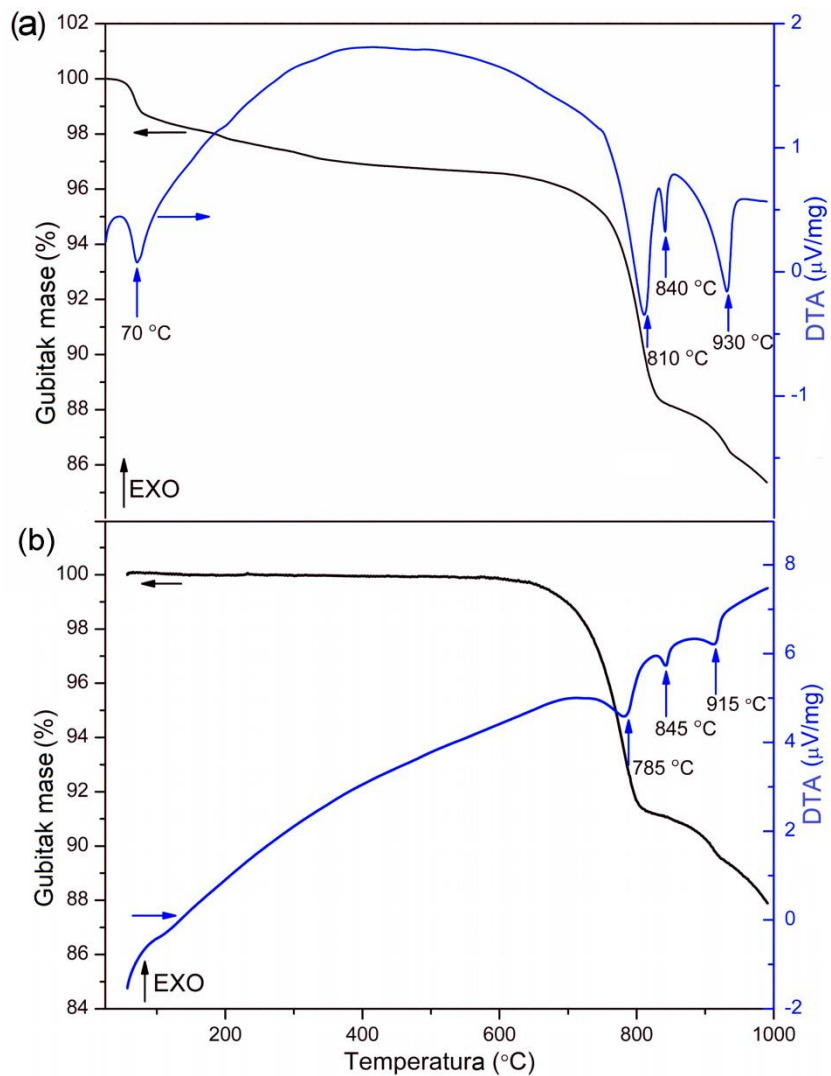 (a)
102
100
98
96
94
92
90
88
86
Gubitak mase (%)
2
1
0
-1
DTA (μV/mg)
70 °C
810 °C
840 °C
930 °C
EXO
(b)
100
98
96
94
92
90
88
86
84
Gubitak mase (%)
8
6
4
2
0
-2
DTA (μV/mg)
785 °C
845 °C
915 °C
EXO
200
400
600
800
1000
Temperatura (°C)